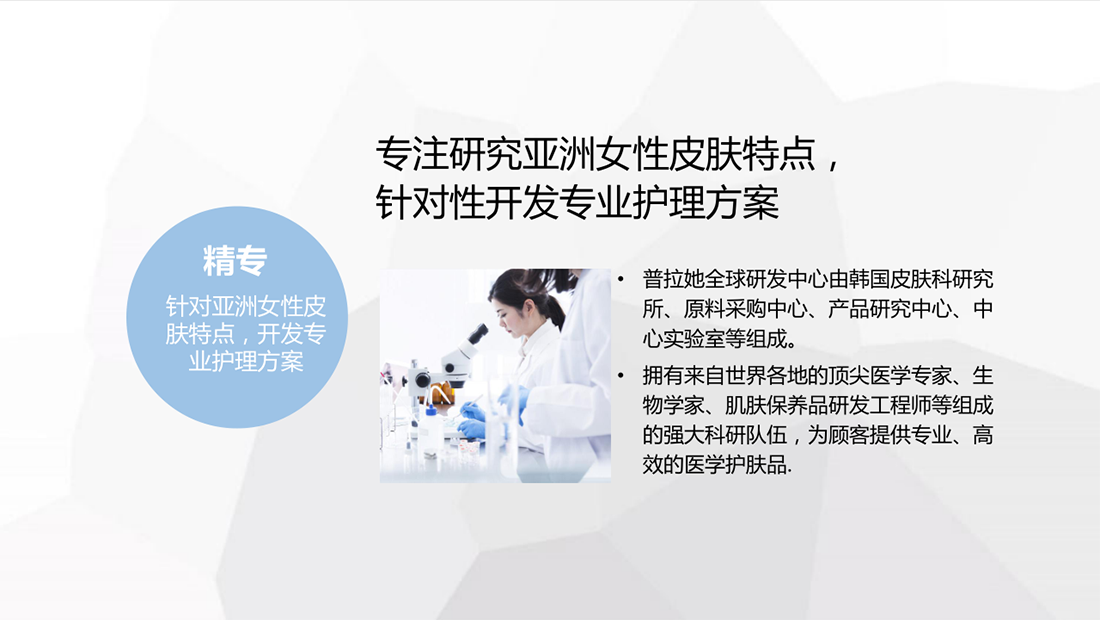 专注研究亚洲女性皮肤特点，
针对性开发专业护理方案
精专
针对亚洲女性皮
肤特点，开发专
业护理方案
• 普拉她全球研发中心由韩国皮肤科研究
所、原料采购中心、产品研究中心、中
心实验室等组成。
• 拥有来自世界各地的顶尖医学专家、生
物学家、肌肤保养品研发工程师等组成
的强大科研队伍，为顾客提供专业、高
效的医学护肤品.